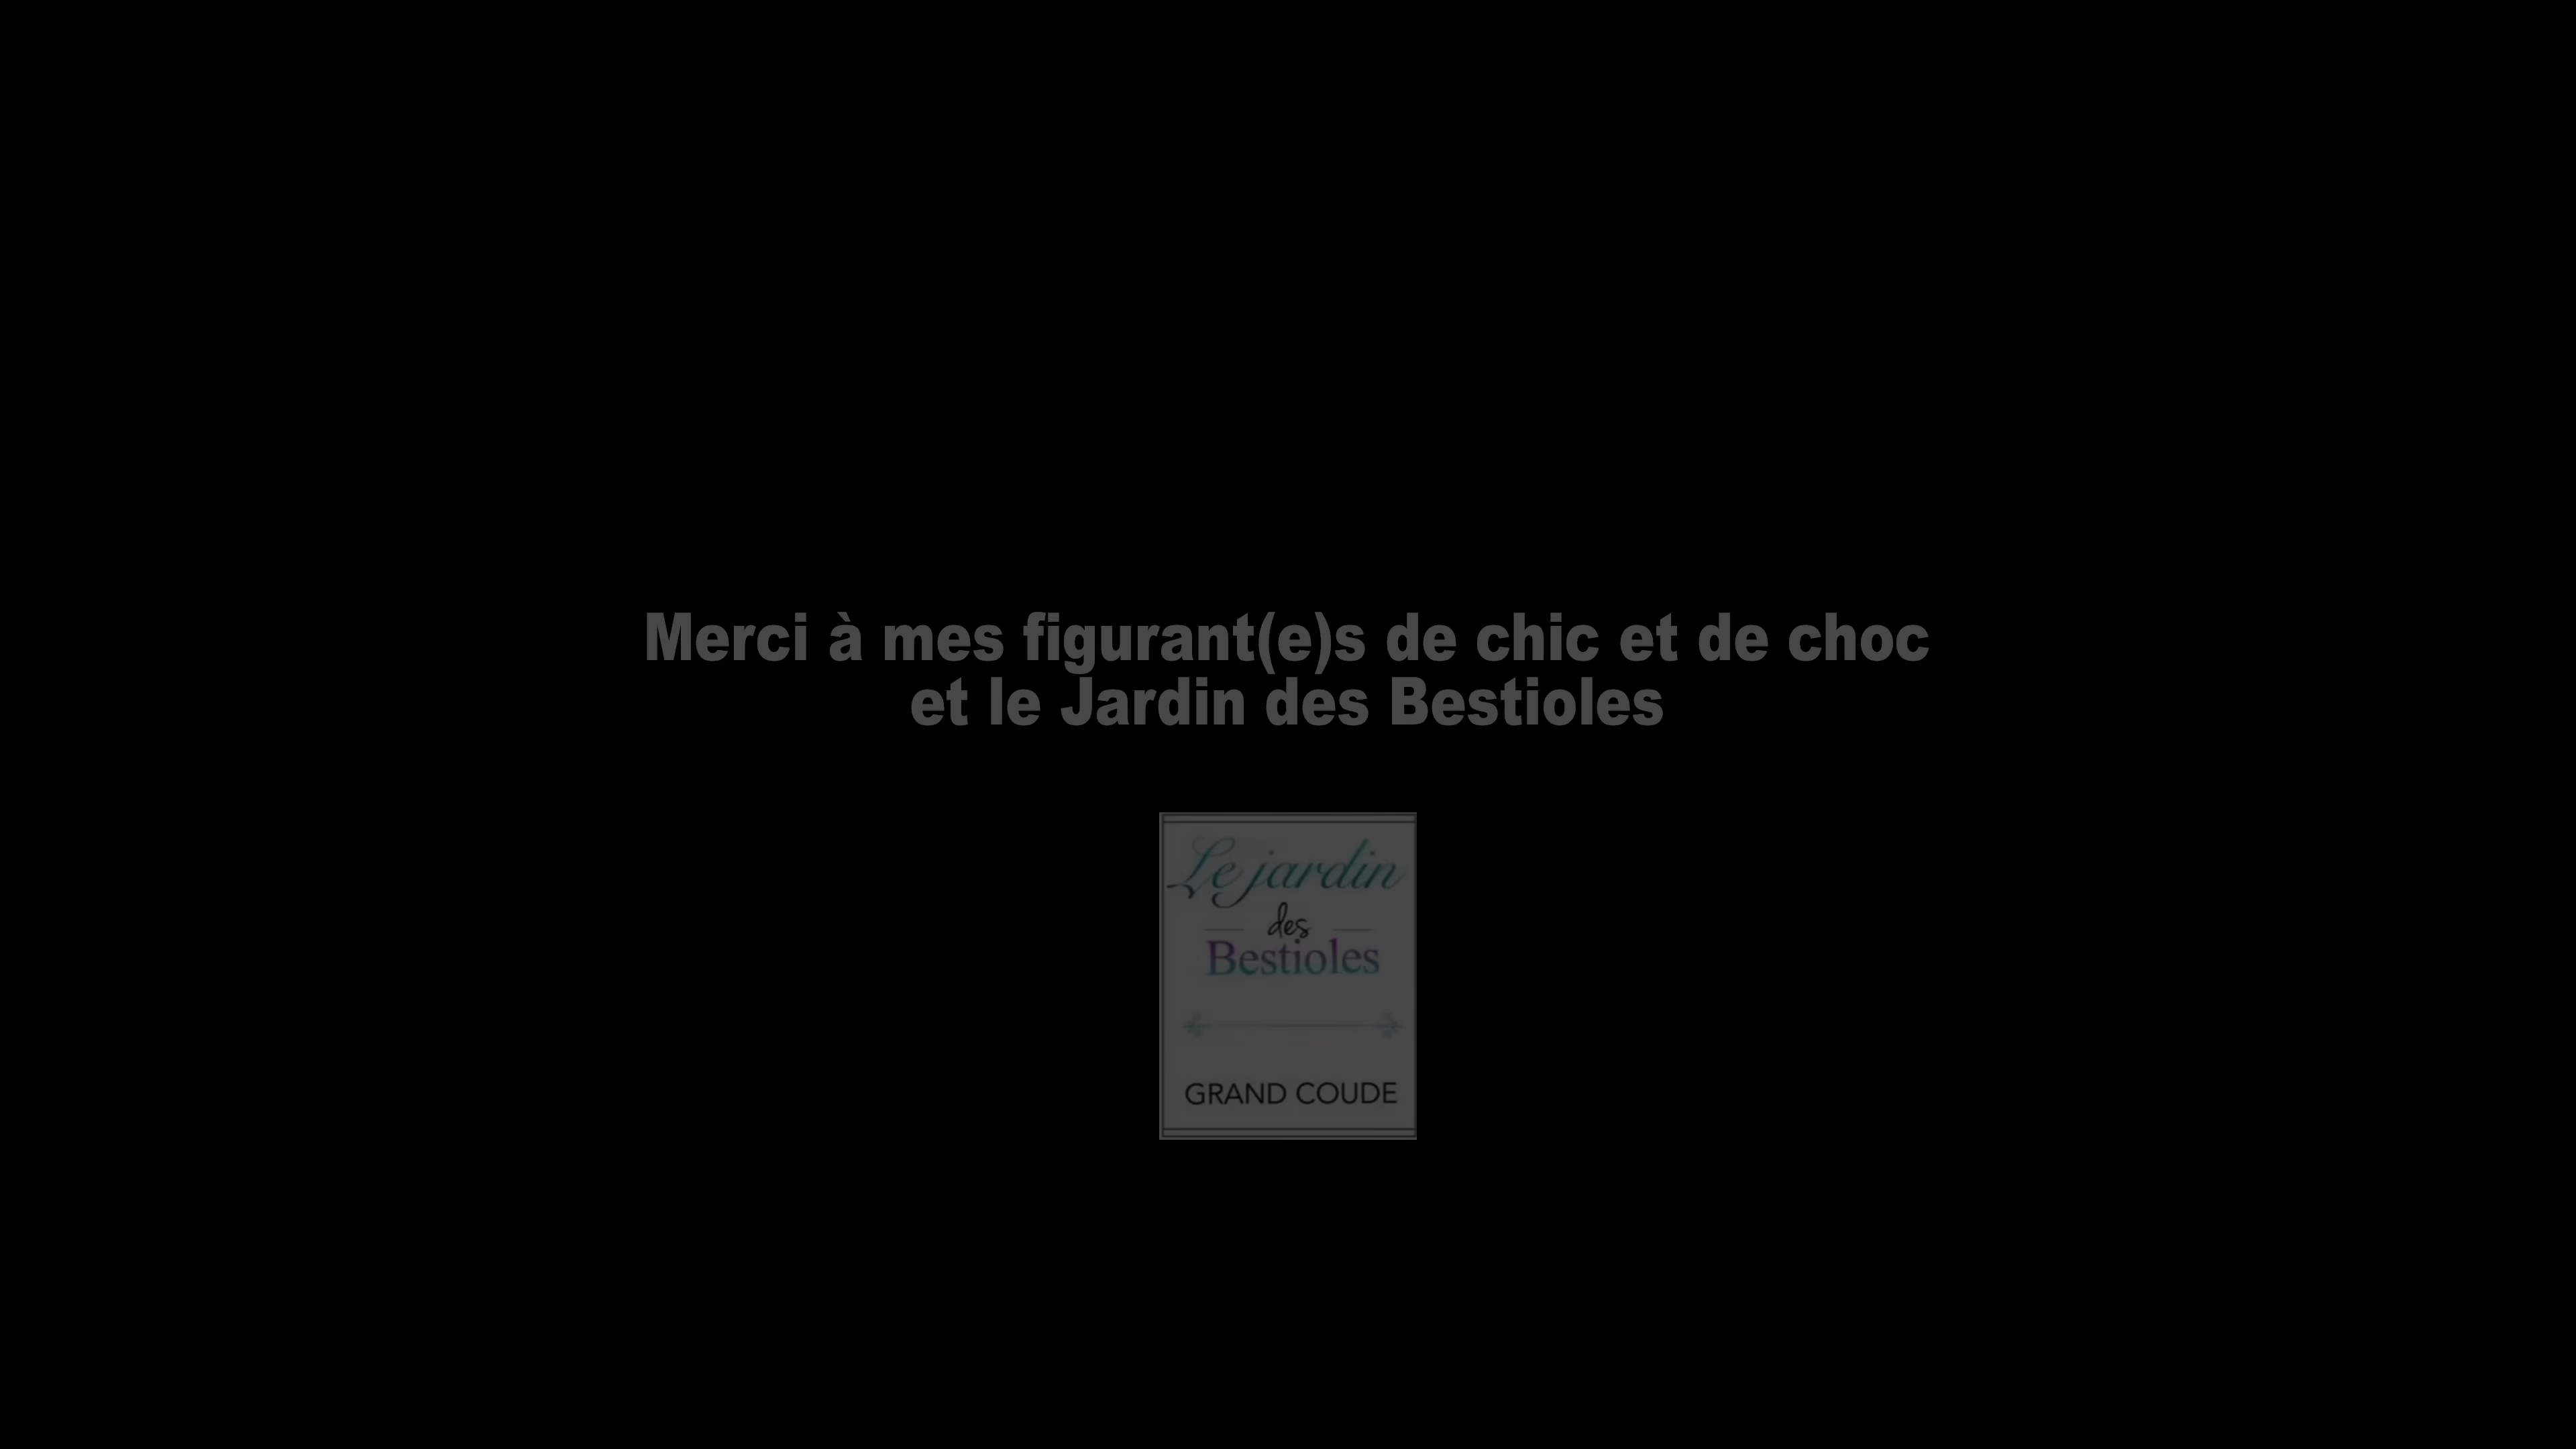 Merci à mes figurant(e)s de chic et de choc
et le Jardin des Bestioles
Le jardin
des
Bestioles
GRAND COUDE